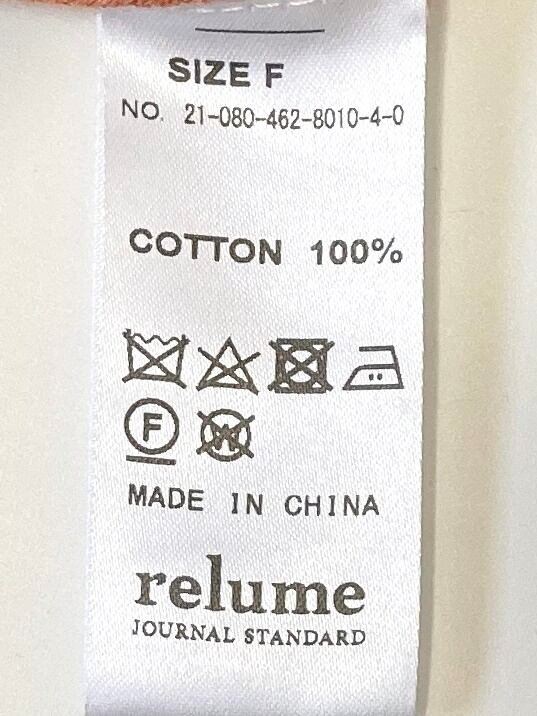 SIZE F
NO. 21-080-462-8010-4-0
COTTON 100%
F W
MADE IN CHINA
relume
JOURNAL STANDARD